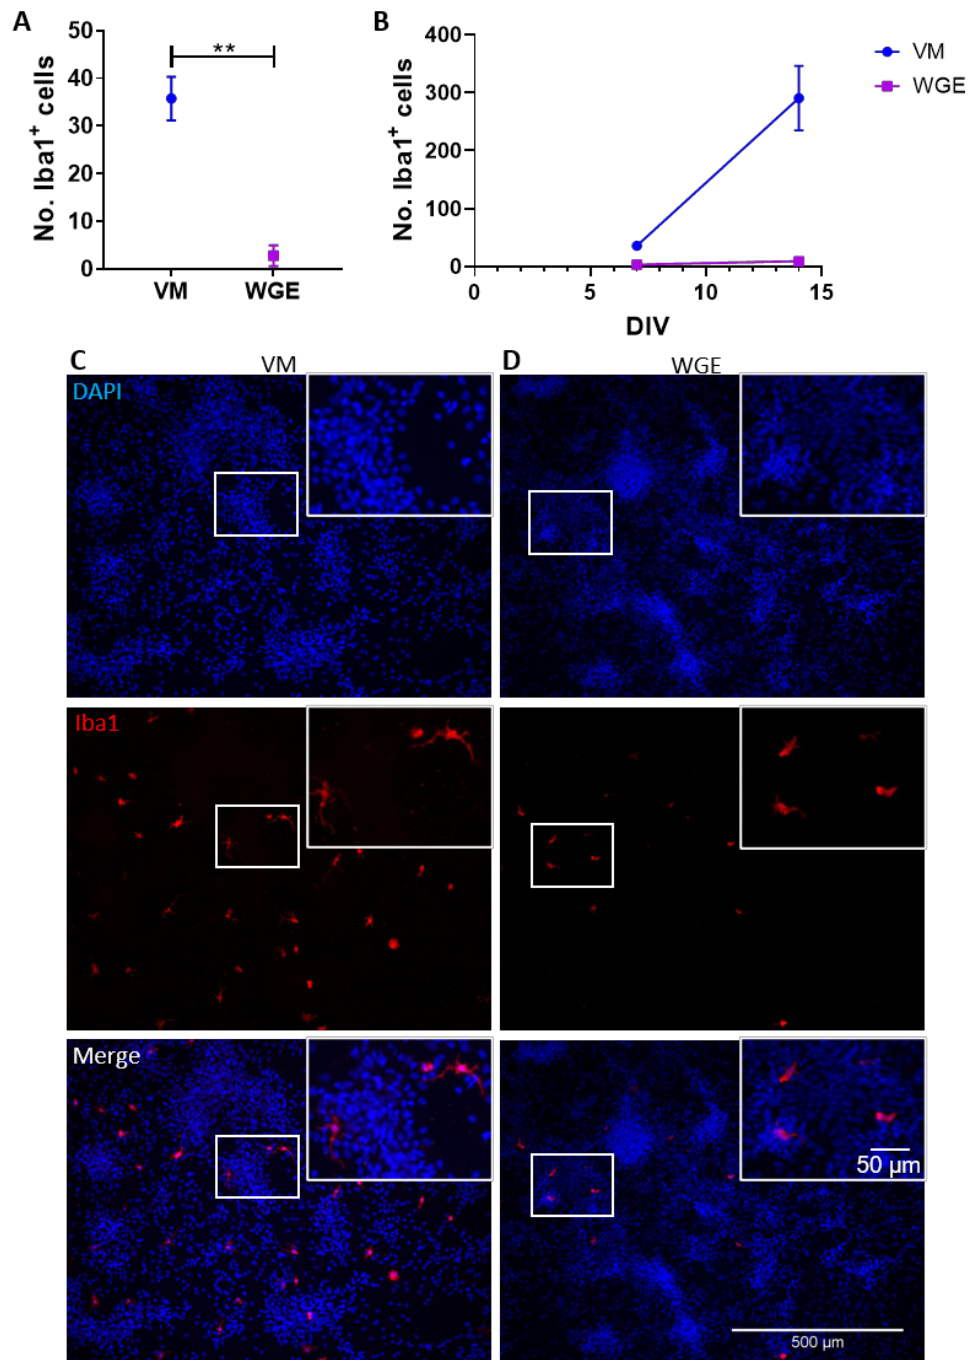 A
B
50
40
30
20
10
0
No. Iba1+ cells
**
VM
WGE
400
300
200
100
0
No. Iba1+ cells
0
5
10
15
DIV
VM
WGE
C
VM
D
WGE
DAPI
Iba1
Merge
50 µm
500 µm